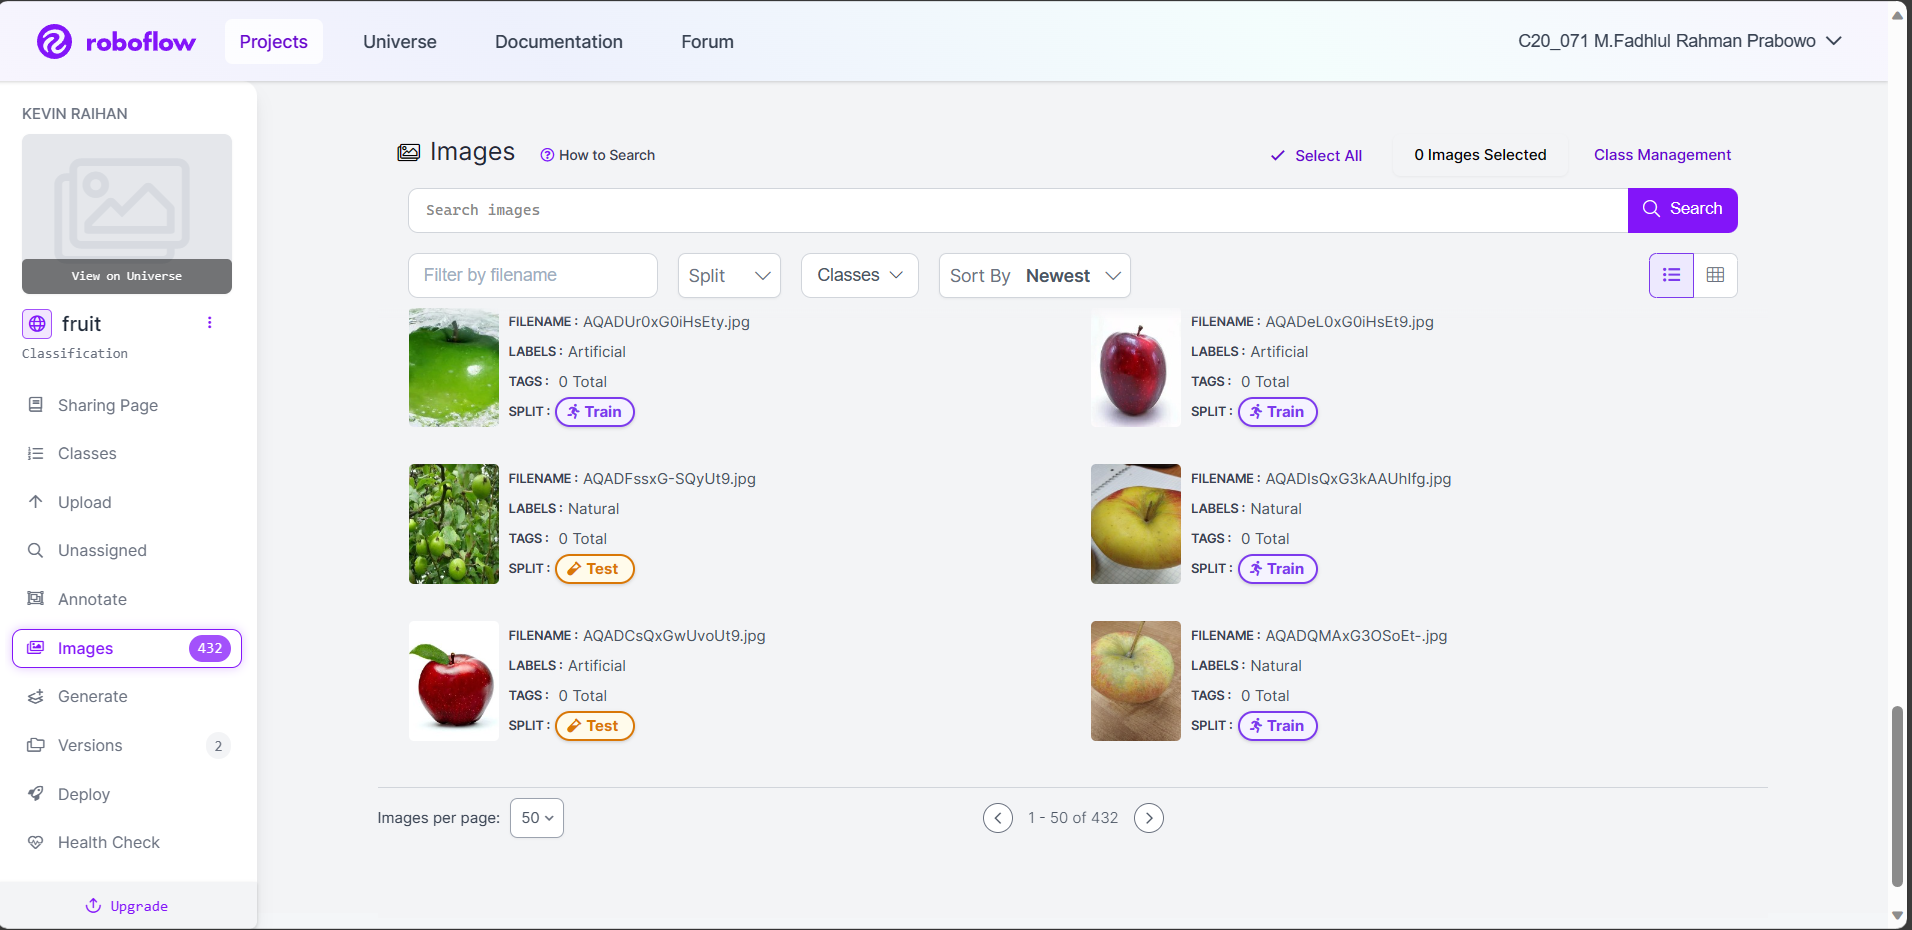 roboflow
Projects
Universe
Documentation
Forum
C20_071 M.Fadhlul Rahman Prabowo
KEVIN RAIHAN
View on Universe
fruit
Classification
Sharing Page
Classes
Upload
Unassigned
Annotate
Images 432
Generate
Versions 2
Deploy
Health Check
Upgrade
Images
How to Search
Select All
0 Images Selected
Class Management
Search images
Search
Filter by filename
Split
Classes
Sort By Newest
FILENAME : AQADUr0xG0iHsEty.jpg
LABELS : Artificial
TAGS : 0 Total
SPLIT : Train
FILENAME : AQADeL0xG0iHsEt9.jpg
LABELS : Artificial
TAGS : 0 Total
SPLIT : Train
FILENAME : AQADFssxG-SQyUt9.jpg
LABELS : Natural
TAGS : 0 Total
SPLIT : Test
FILENAME : AQADIsQxG3kAAUhIfg.jpg
LABELS : Natural
TAGS : 0 Total
SPLIT : Train
FILENAME : AQADCsQxGwUvoUt9.jpg
LABELS : Artificial
TAGS : 0 Total
SPLIT : Test
FILENAME : AQADQMAxG3OSoEt-.jpg
LABELS : Natural
TAGS : 0 Total
SPLIT : Train
Images per page: 50
1 - 50 of 432